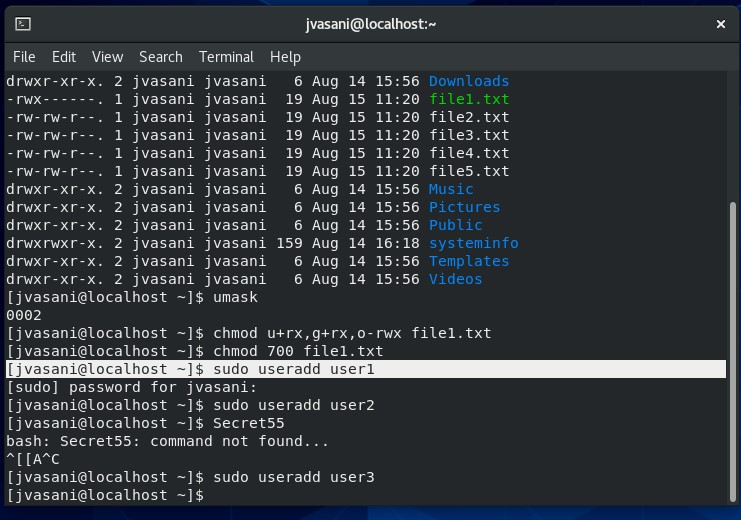 jvasani@localhost:~
File Edit View Search Terminal Help
drwxr-xr-x. 2 jvasani jvasani   6 Aug 14 15:56 Downloads
-rwx------. 1 jvasani jvasani  19 Aug 15 11:20 file1.txt
-rw-rw-r--. 1 jvasani jvasani  19 Aug 15 11:20 file2.txt
-rw-rw-r--. 1 jvasani jvasani  19 Aug 15 11:20 file3.txt
-rw-rw-r--. 1 jvasani jvasani  19 Aug 15 11:20 file4.txt
-rw-rw-r--. 1 jvasani jvasani  19 Aug 15 11:20 file5.txt
drwxr-xr-x. 2 jvasani jvasani   6 Aug 14 15:56 Music
drwxr-xr-x. 2 jvasani jvasani   6 Aug 14 15:56 Pictures
drwxr-xr-x. 2 jvasani jvasani   6 Aug 14 15:56 Public
drwxrwxr-x. 2 jvasani jvasani 159 Aug 14 16:18 systeminfo
drwxr-xr-x. 2 jvasani jvasani   6 Aug 14 15:56 Templates
drwxr-xr-x. 2 jvasani jvasani   6 Aug 14 15:56 Videos
[jvasani@localhost ~]$ umask
0002
[jvasani@localhost ~]$ chmod u+rx,g+rx,o-rwx file1.txt
[jvasani@localhost ~]$ chmod 700 file1.txt
[jvasani@localhost ~]$ sudo useradd user1
[sudo] password for jvasani:
[jvasani@localhost ~]$ sudo useradd user2
[jvasani@localhost ~]$ Secret55
bash: Secret55: command not found...
^[[A^C
[jvasani@localhost ~]$ sudo useradd user3
[jvasani@localhost ~]$